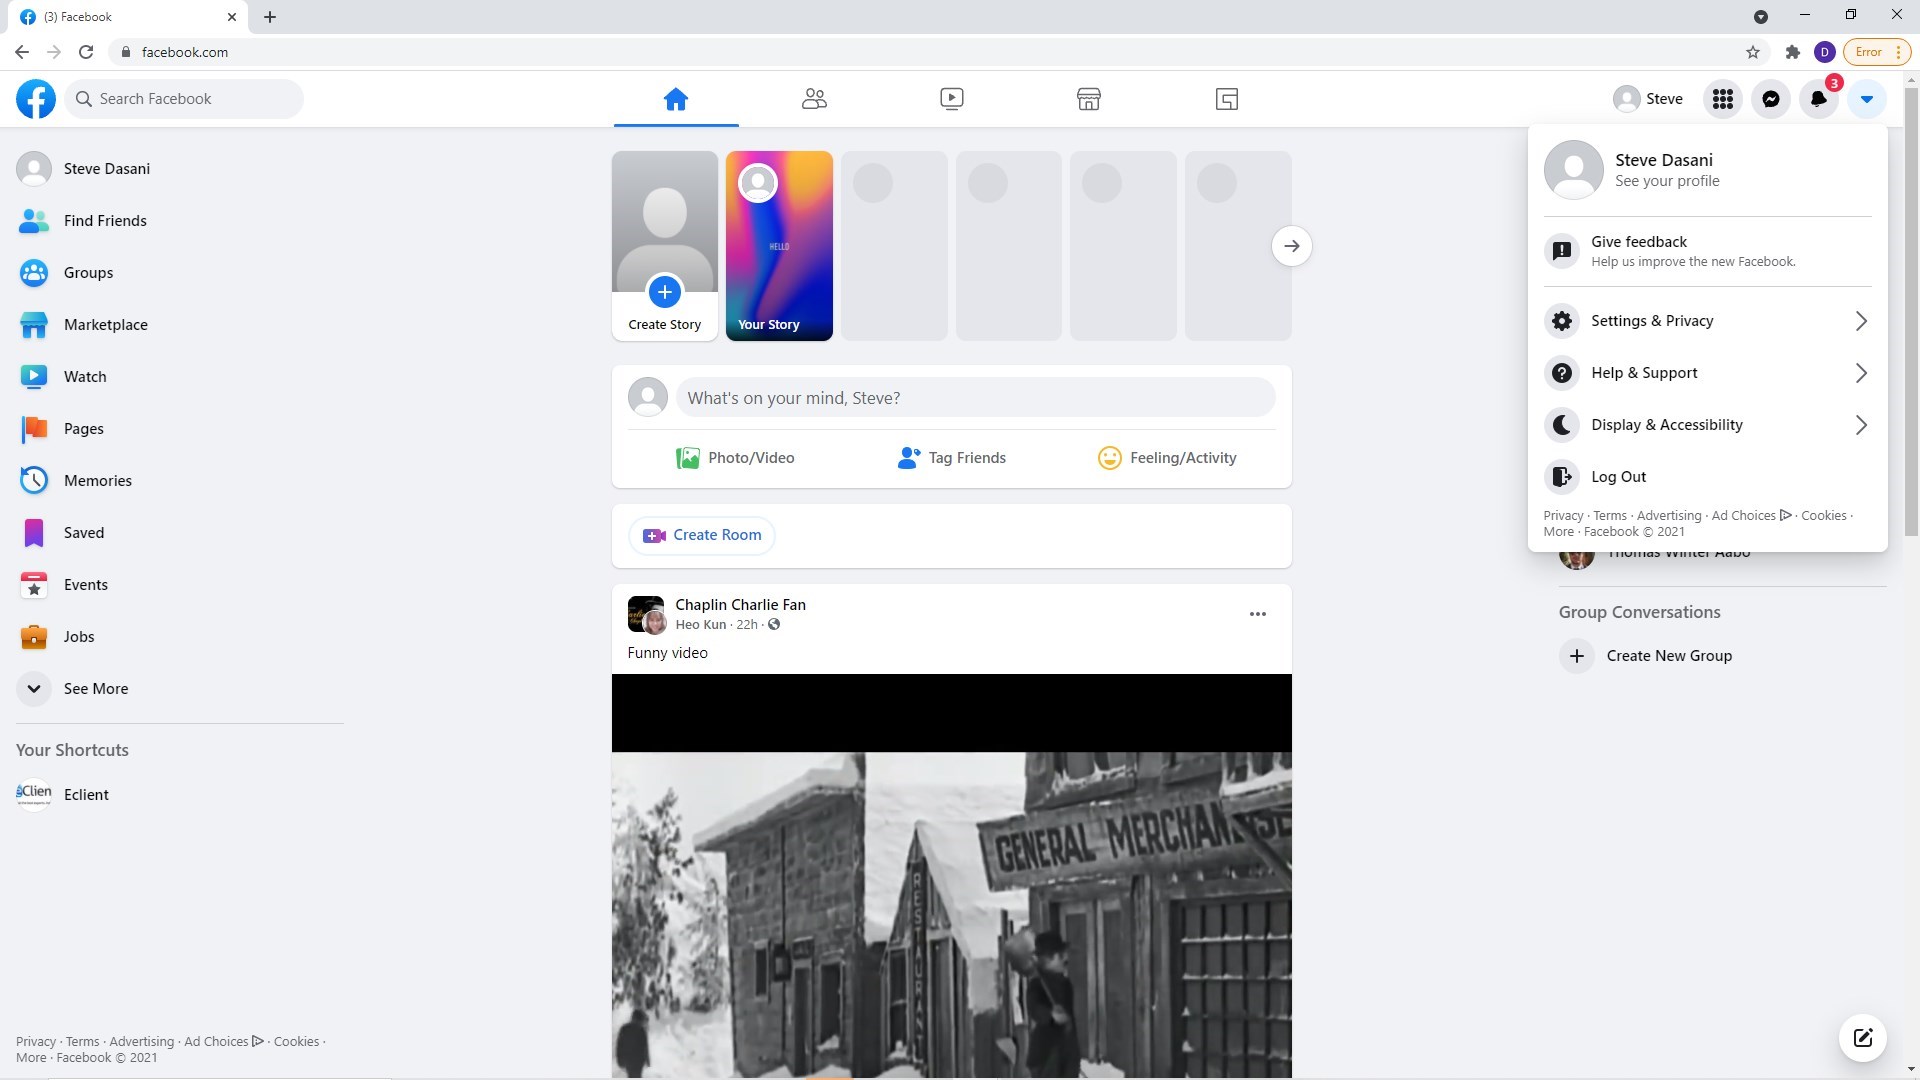 (3) Facebook
facebook.com
D
Error
Search Facebook
Steve
3
Steve Dasani
Find Friends
Groups
Marketplace
Watch
Pages
Memories
Saved
Events
Jobs
See More
Your Shortcuts
Eclient
Privacy · Terms · Advertising · Ad Choices · Cookies ·
More · Facebook © 2021
HELLO
Create Story
Your Story
What's on your mind, Steve?
Photo/Video
Tag Friends
Feeling/Activity
Create Room
Chaplin Charlie Fan
Heo Kun · 22h ·
Funny video
GENERAL MERCHANDISE
RESTAURANT
Steve Dasani
See your profile
Give feedback
Help us improve the new Facebook.
Settings & Privacy
Help & Support
Display & Accessibility
Log Out
Privacy · Terms · Advertising · Ad Choices · Cookies ·
More · Facebook © 2021
Thomas Winter Aabo
Group Conversations
Create New Group